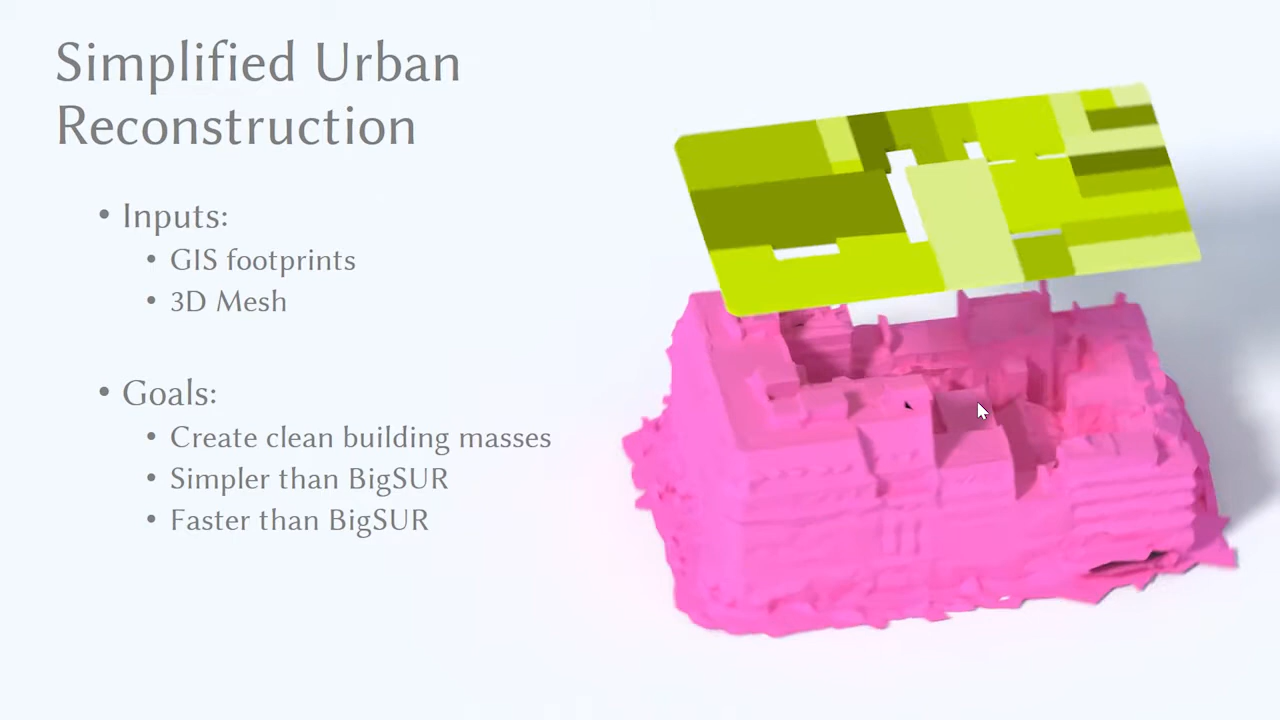 Simplified Urban
Reconstruction
• Inputs:
• GIS footprints
• 3D Mesh
• Goals:
• Create clean building masses
• Simpler than BigSUR
• Faster than BigSUR